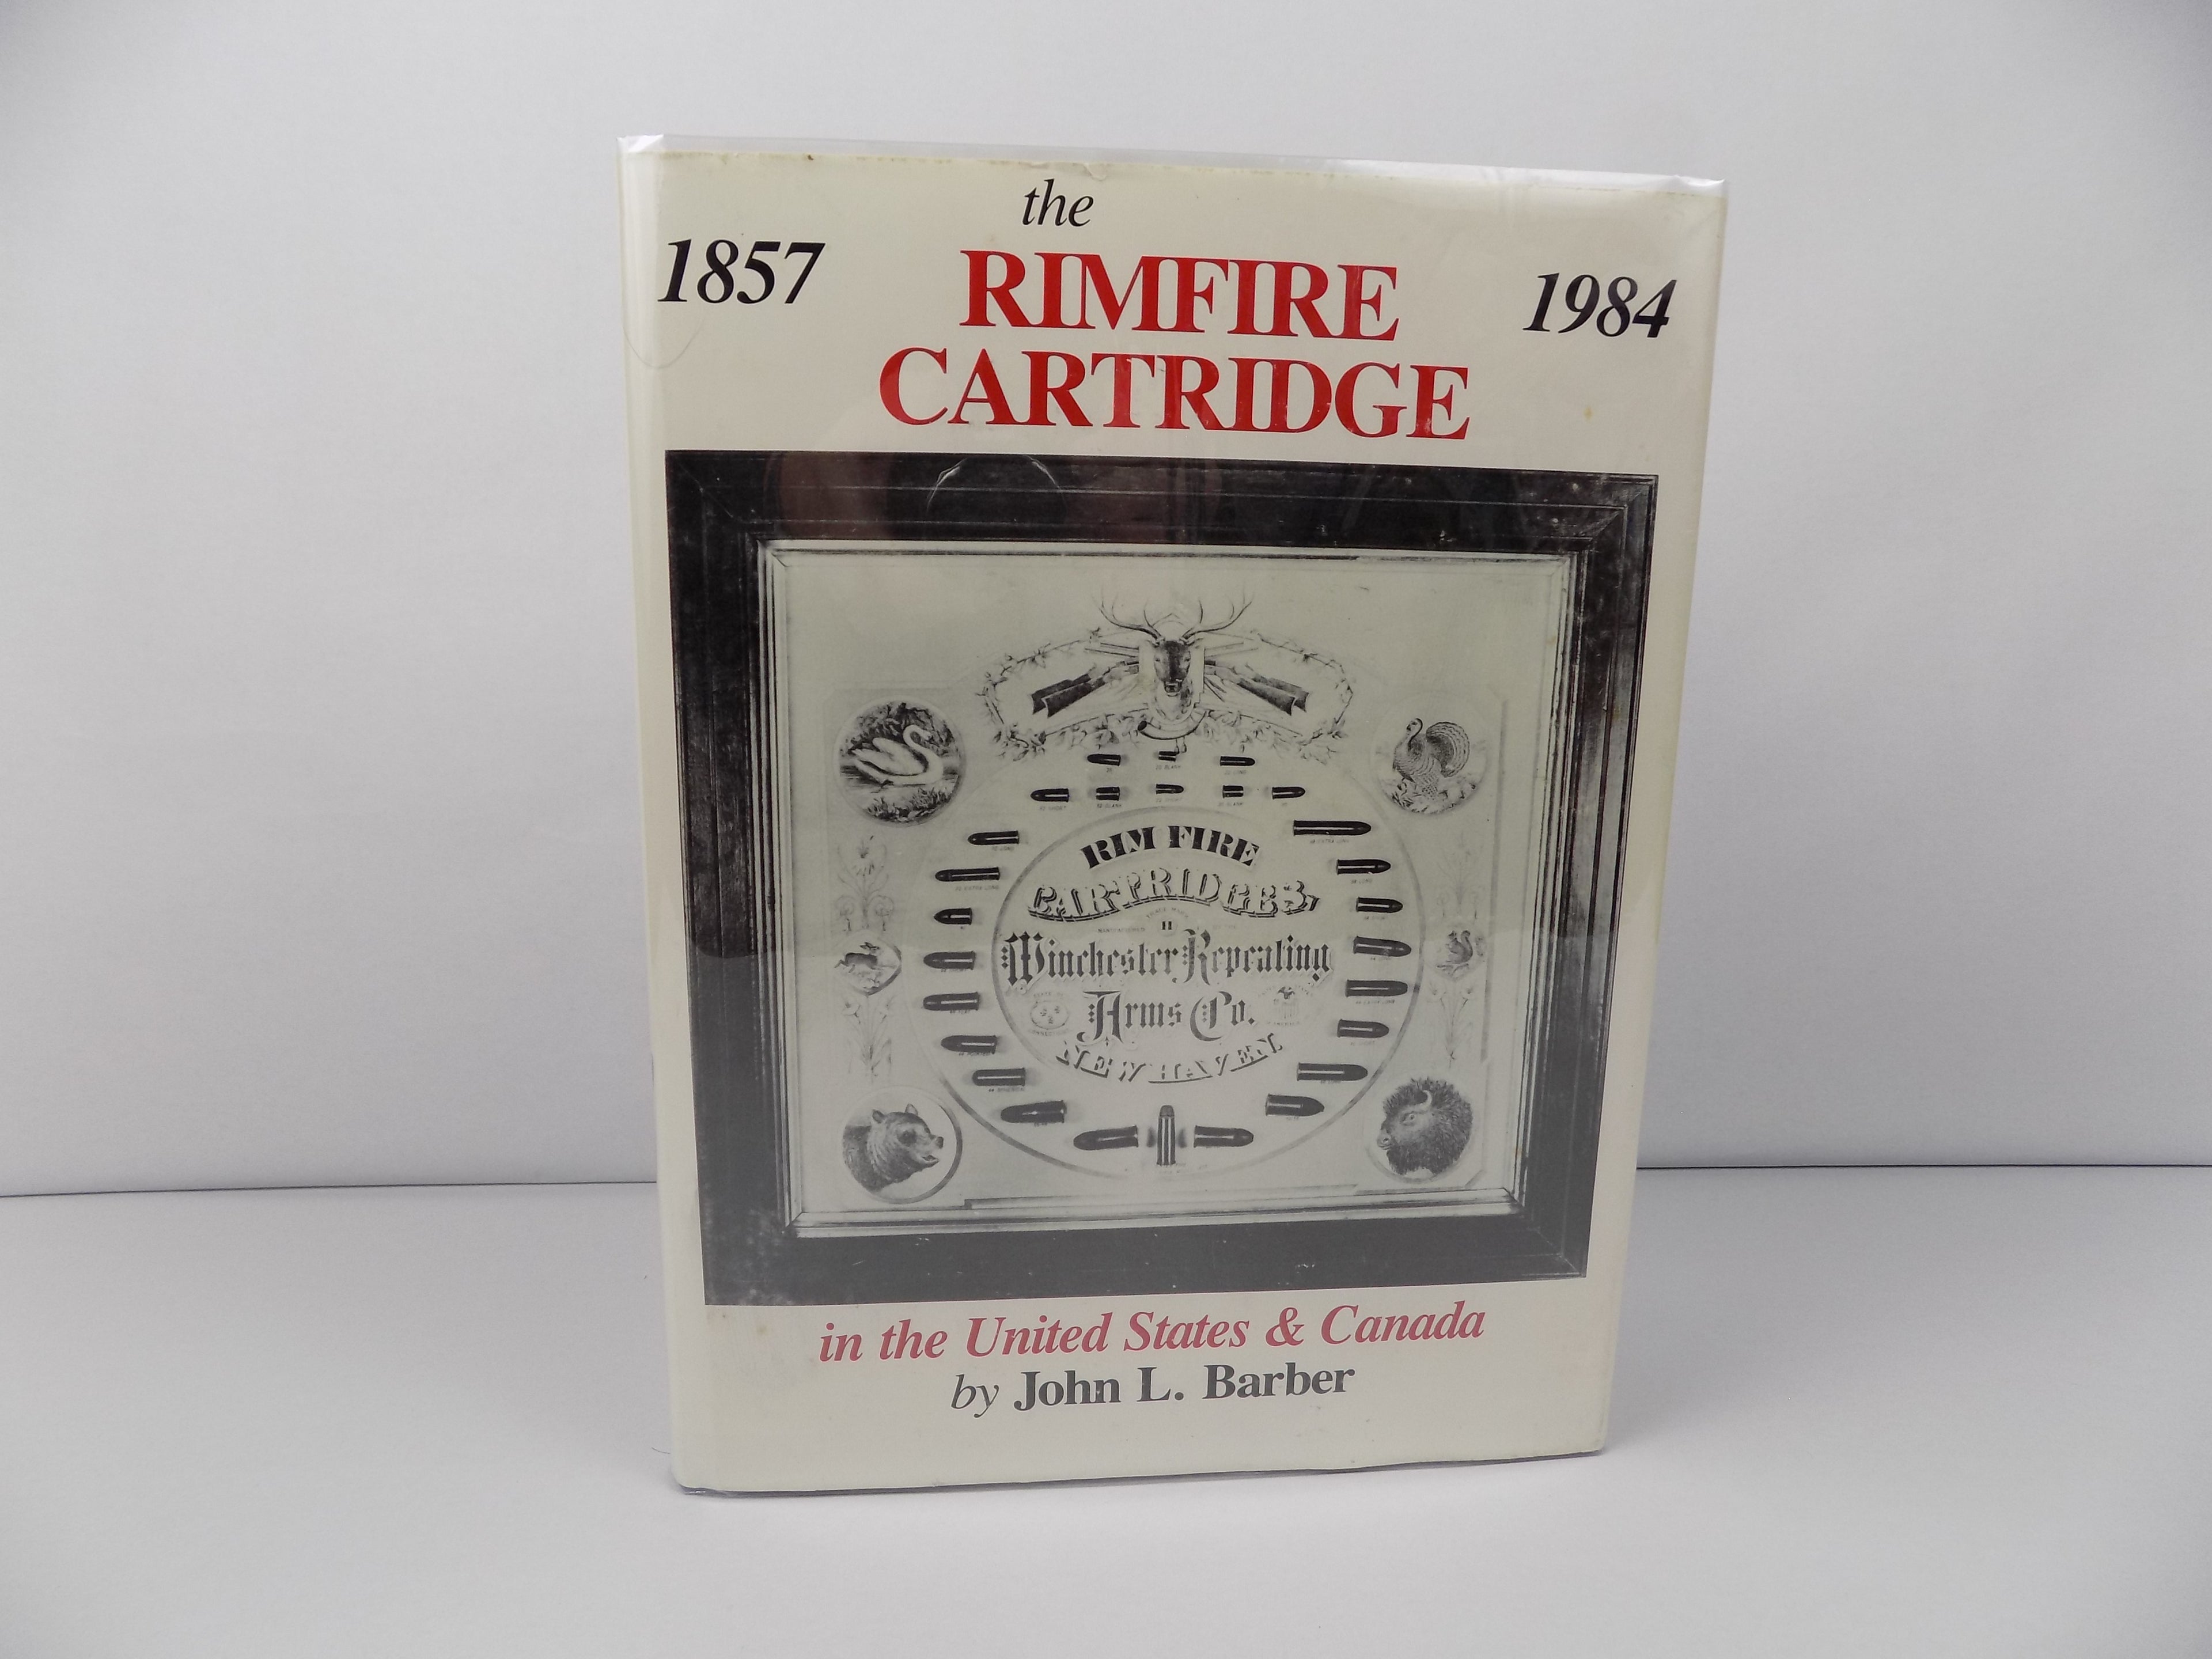 the
1857 RIMFIRE 1984
CARTRIDGE
RIM FIRE
CARTRIDGES,
Winchester Repeating
Arms Co.
NEW HAVEN.
in the United States & Canada
by John L. Barber